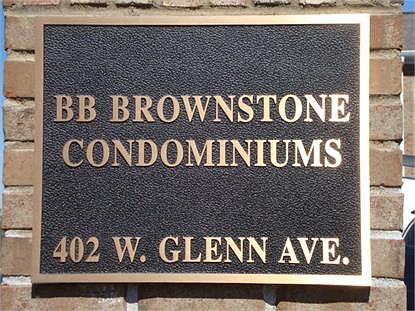 BB BROWNSTONE
CONDOMINIUMS
402 W. GLENN AVE.